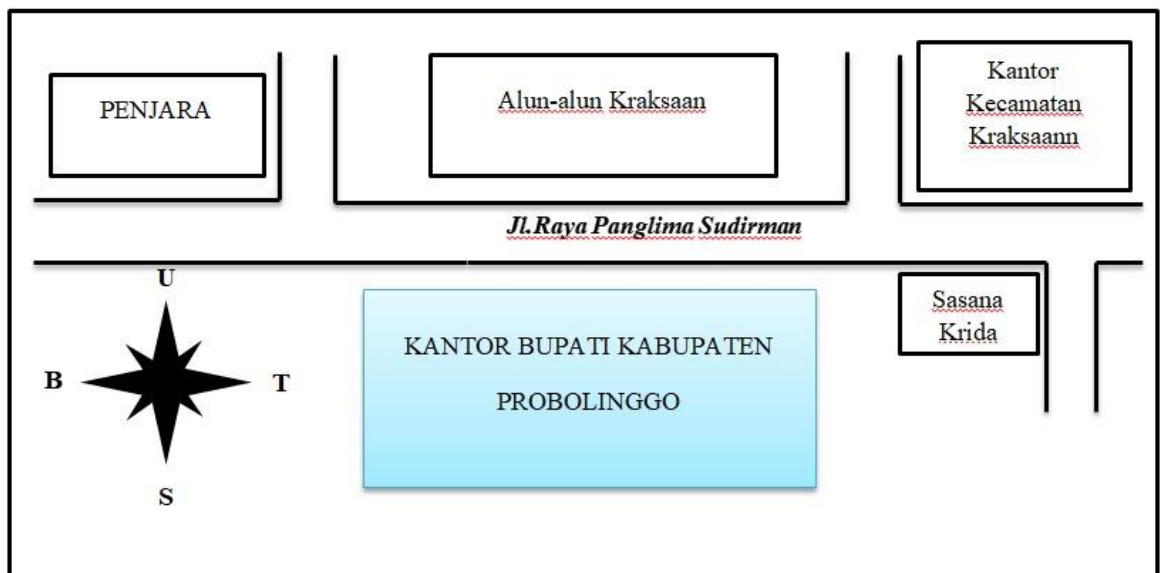 PENJARA
Alun-alun Kraksaan
Kantor
Kecamatan
Kraksaann
Jl.Raya Panglima Sudirman
U
B
T
S
KANTOR BUPATI KABUPATEN
PROBOLINGGO
Sasana
Krida